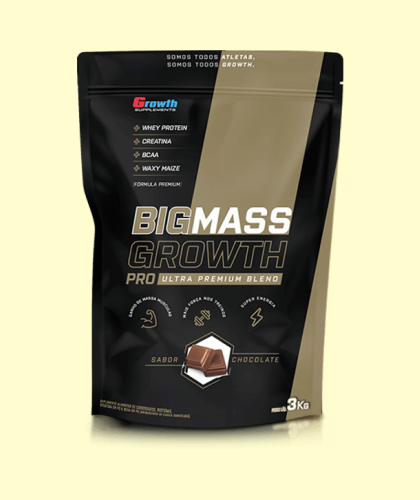 SOMOS TODOS ATLETAS,
SOMOS TODOS GROWTH.
Growth
SUPPLEMENTS
WHEY PROTEIN
CREATINA
BCAA
WAXY MAIZE
(FÓRMULA PREMIUM)
BIGMASS
GROWTH
PRO ULTRA PREMIUM BLEND
GANHO DE MASSA MUSCULAR
MAIS FORÇA NOS TREINOS
SUPER ENERGIA
SABOR CHOCOLATE
3KG